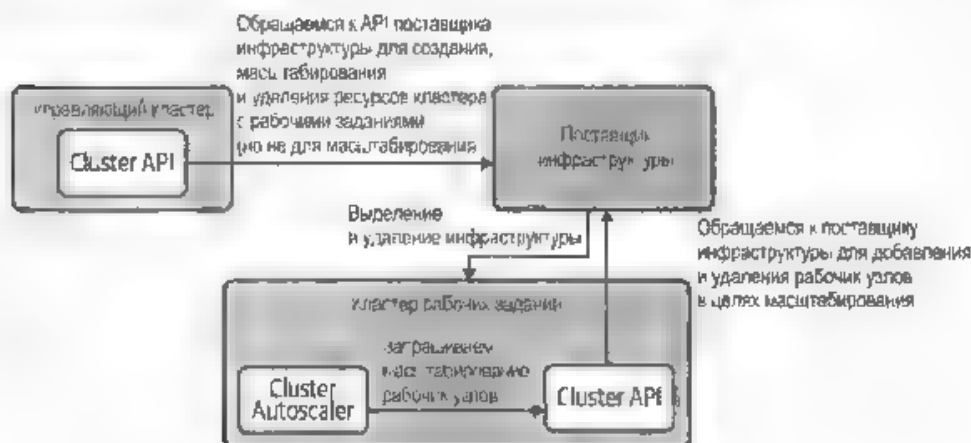 Обращаемся к API поставщика
инфраструктуры для создания,
масштабирования
и удаления ресурсов кластера
с рабочими заданиями
(но не для масштабирования
Управляющий кластер
Cluster API
Поставщик
инфраструктуры
Выделение
и удаление инфраструктуры
Обращаемся к поставщику
инфраструктуры для добавления
и удаления рабочих узлов
в целях масштабирования
Кластер рабочих заданий
Запрашиваем
масштабирование
рабочих узлов
Cluster
Autoscaler
Cluster API